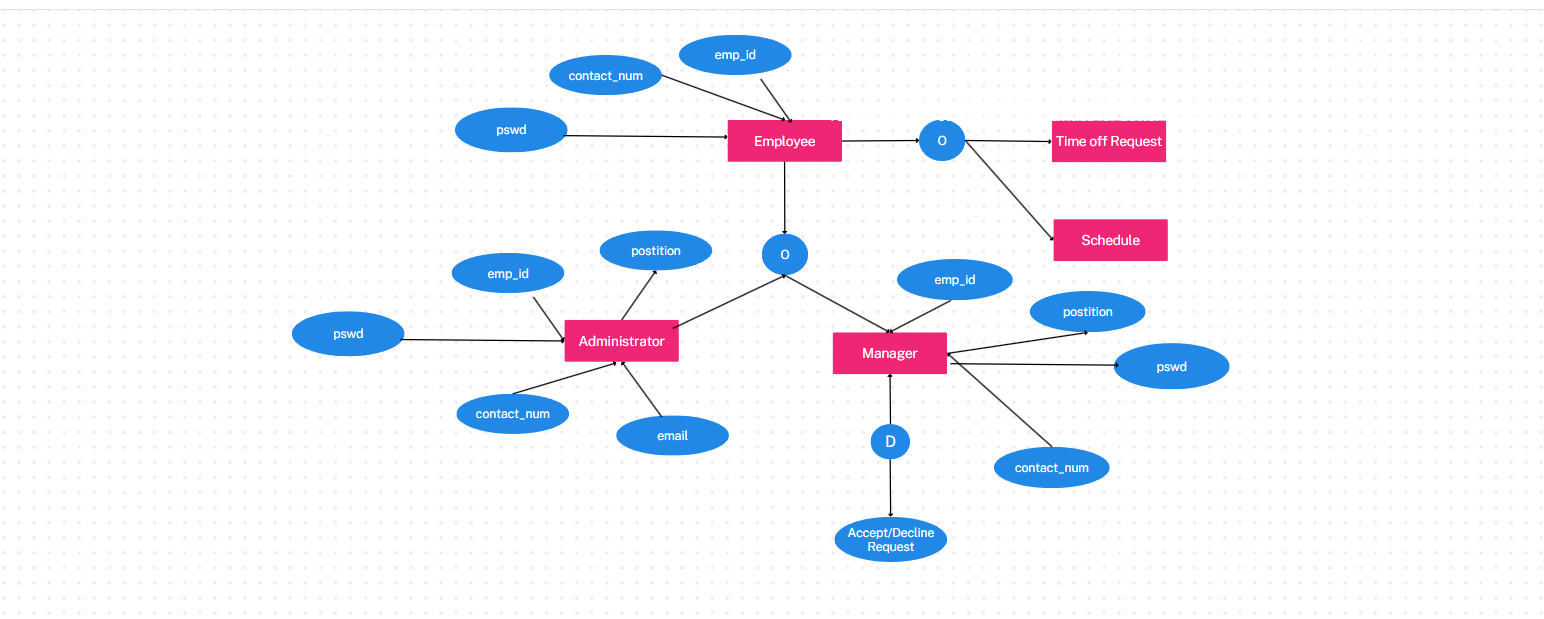 emp_id
contact_num
pswd
Employee
O
Time off Request
Schedule
postition
O
emp_id
emp_id
pswd
postition
Administrator
Manager
pswd
contact_num
email
D
contact_num
Accept/Decline
Request